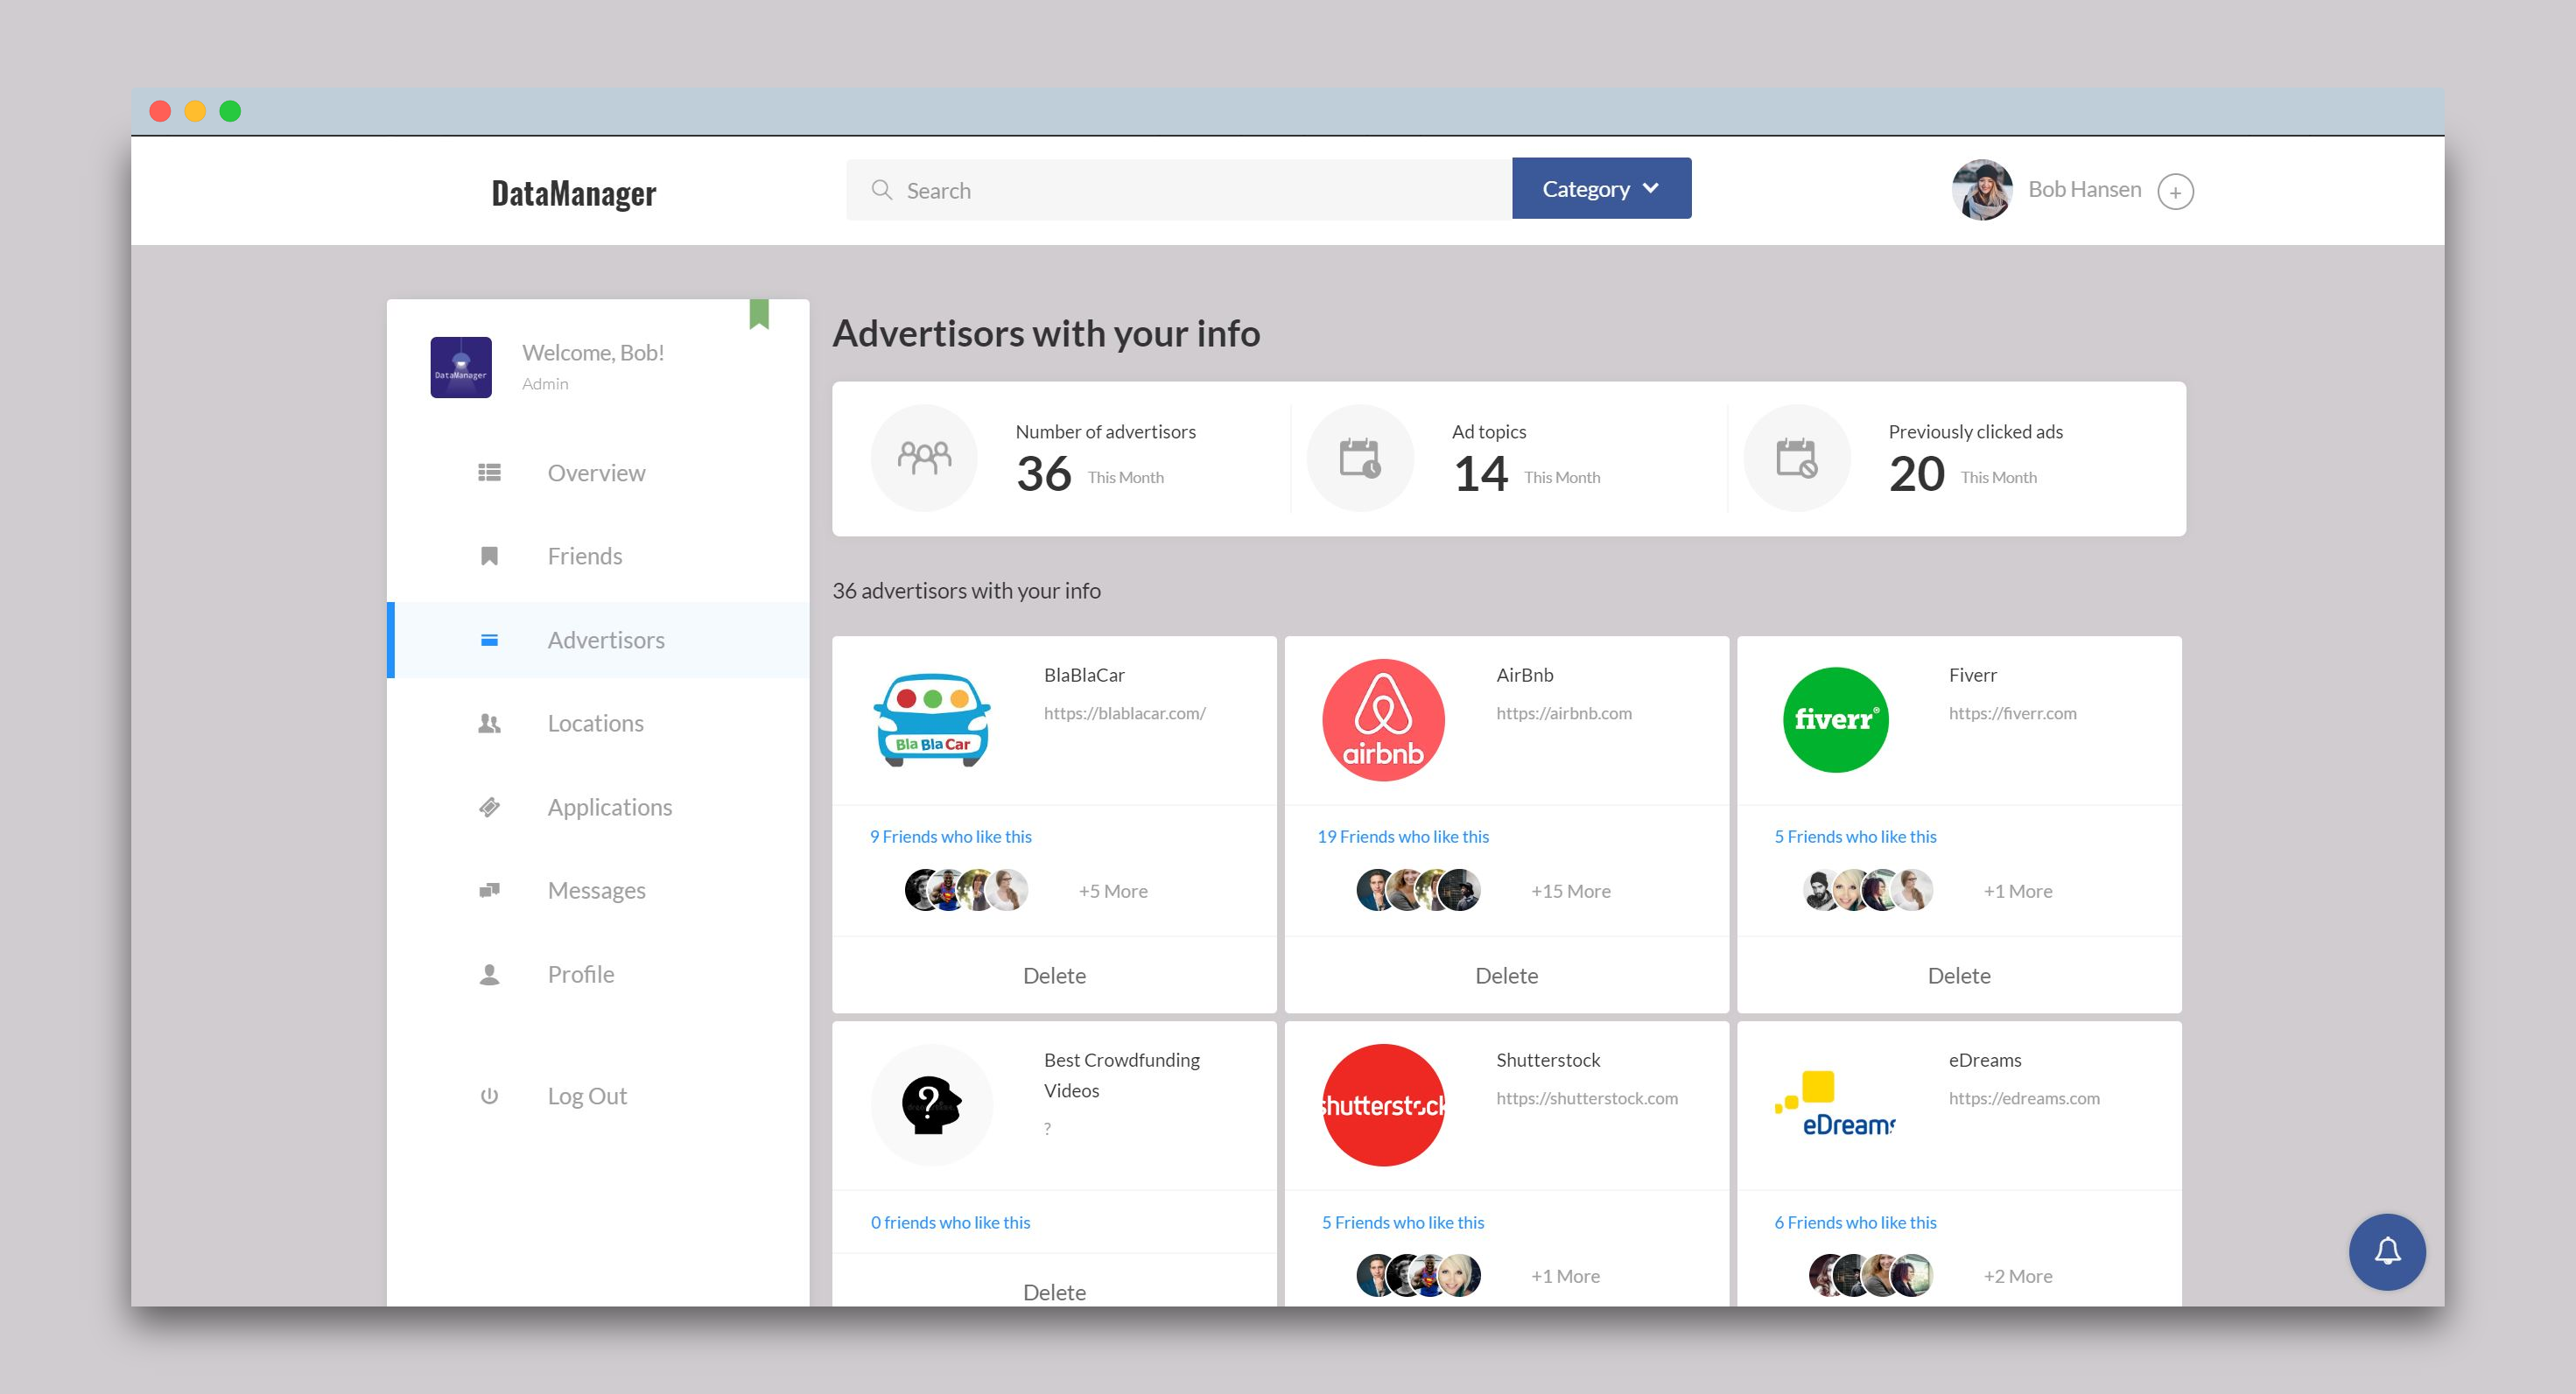 DataManager
Search
Category
Bob Hansen
DataManager
Welcome, Bob!
Admin
Overview
Friends
Advertisors
Locations
Applications
Messages
Profile
Log Out
Advertisors with your info
Number of advertisors
36 This Month
Ad topics
14 This Month
Previously clicked ads
20 This Month
36 advertisors with your info
Bla Bla Car
BlaBlaCar
https://blablacar.com/
9 Friends who like this
+5 More
Delete
airbnb
AirBnb
https://airbnb.com
19 Friends who like this
+15 More
Delete
fiverr®
Fiverr
https://fiverr.com
5 Friends who like this
+1 More
Delete
?
Best Crowdfunding
Videos
?
0 friends who like this
Delete
shutterstock
Shutterstock
https://shutterstock.com
5 Friends who like this
+1 More
eDreams
eDreams
https://edreams.com
6 Friends who like this
+2 More